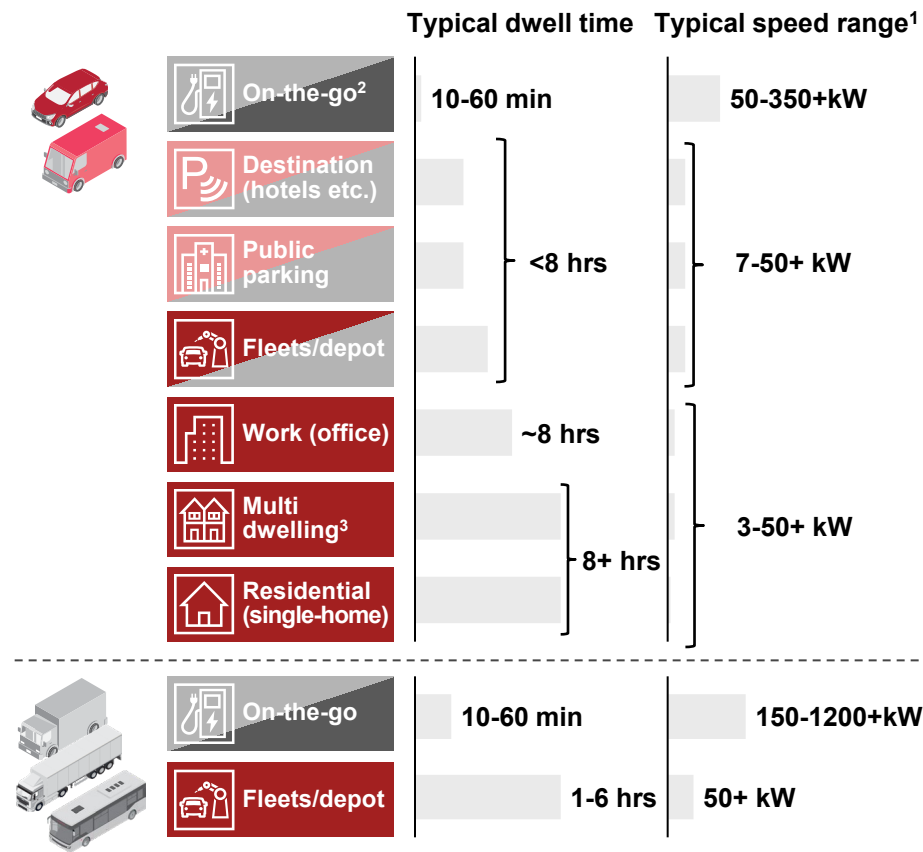 Typical dwell time
Typical speed range¹
On-the-go²
10-60 min
50-350+kW
Destination
(hotels etc.)
Public
parking
<8 hrs
7-50+ kW
Fleets/depot
Work (office)
~8 hrs
Multi
dwelling³
3-50+ kW
8+ hrs
Residential
(single-home)
On-the-go
10-60 min
150-1200+kW
Fleets/depot
1-6 hrs
50+ kW